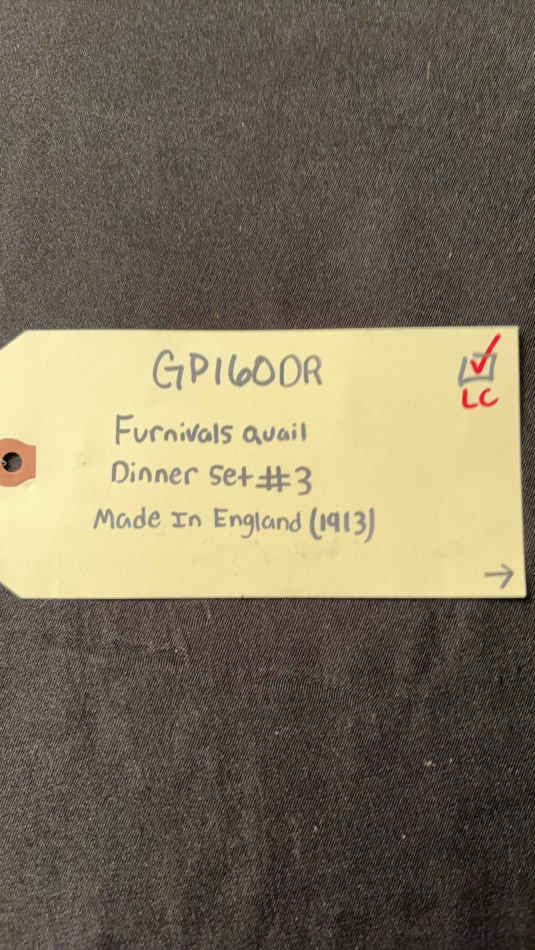 GP160DR
LC
Furnivals quail
Dinner Set #3
Made In England (1913)